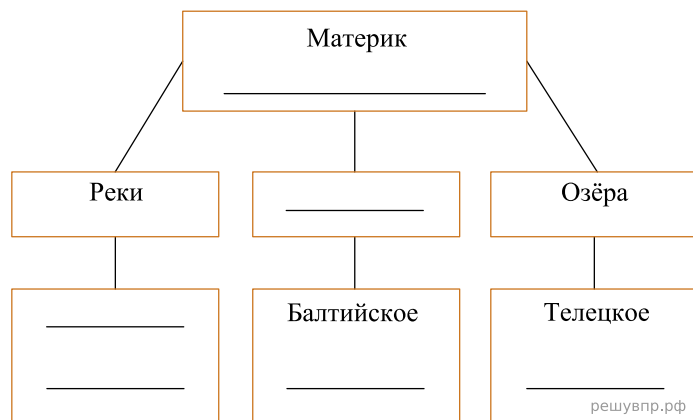 Материк
Реки
Озёра
Балтийское
Телецкое
решувпр.рф